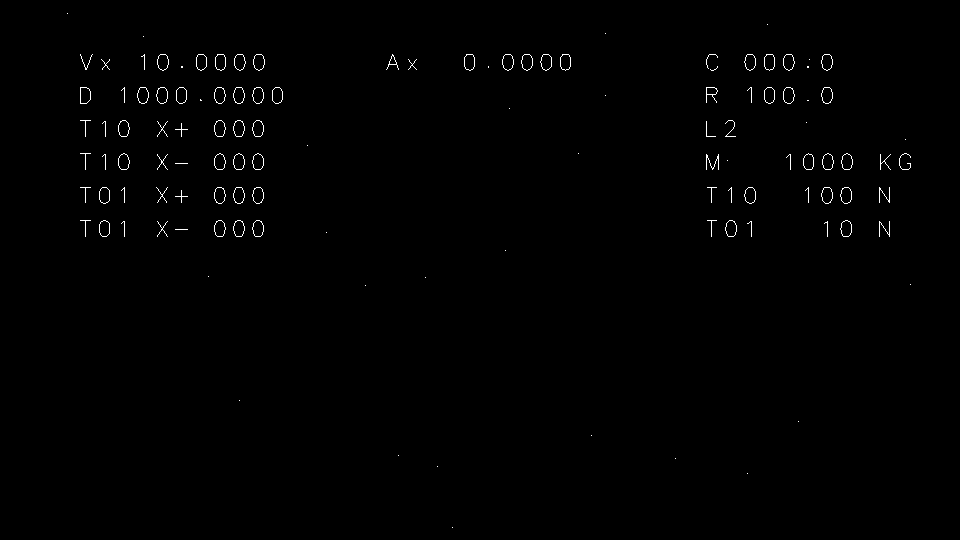 Vx 10.0000 Ax 0.0000 C 000.0
D 1000.0000 R 100.0
T10 X+ 000 L2
T10 X- 000 M 1000 KG
T01 X+ 000 T10 100 N
T01 X- 000 T01 10 N